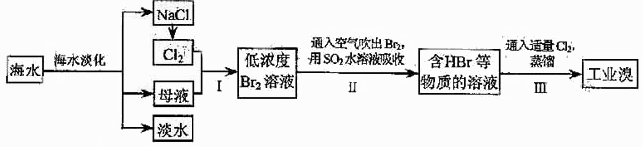 海水
海水淡化
NaCl
Cl₂
母液
淡水
Ⅰ
低浓度
Br₂溶液
通入空气吹出Br₂,
用SO₂水溶液吸收
Ⅱ
含HBr等
物质的溶液
通入适量Cl₂,
蒸馏
Ⅲ
工业溴